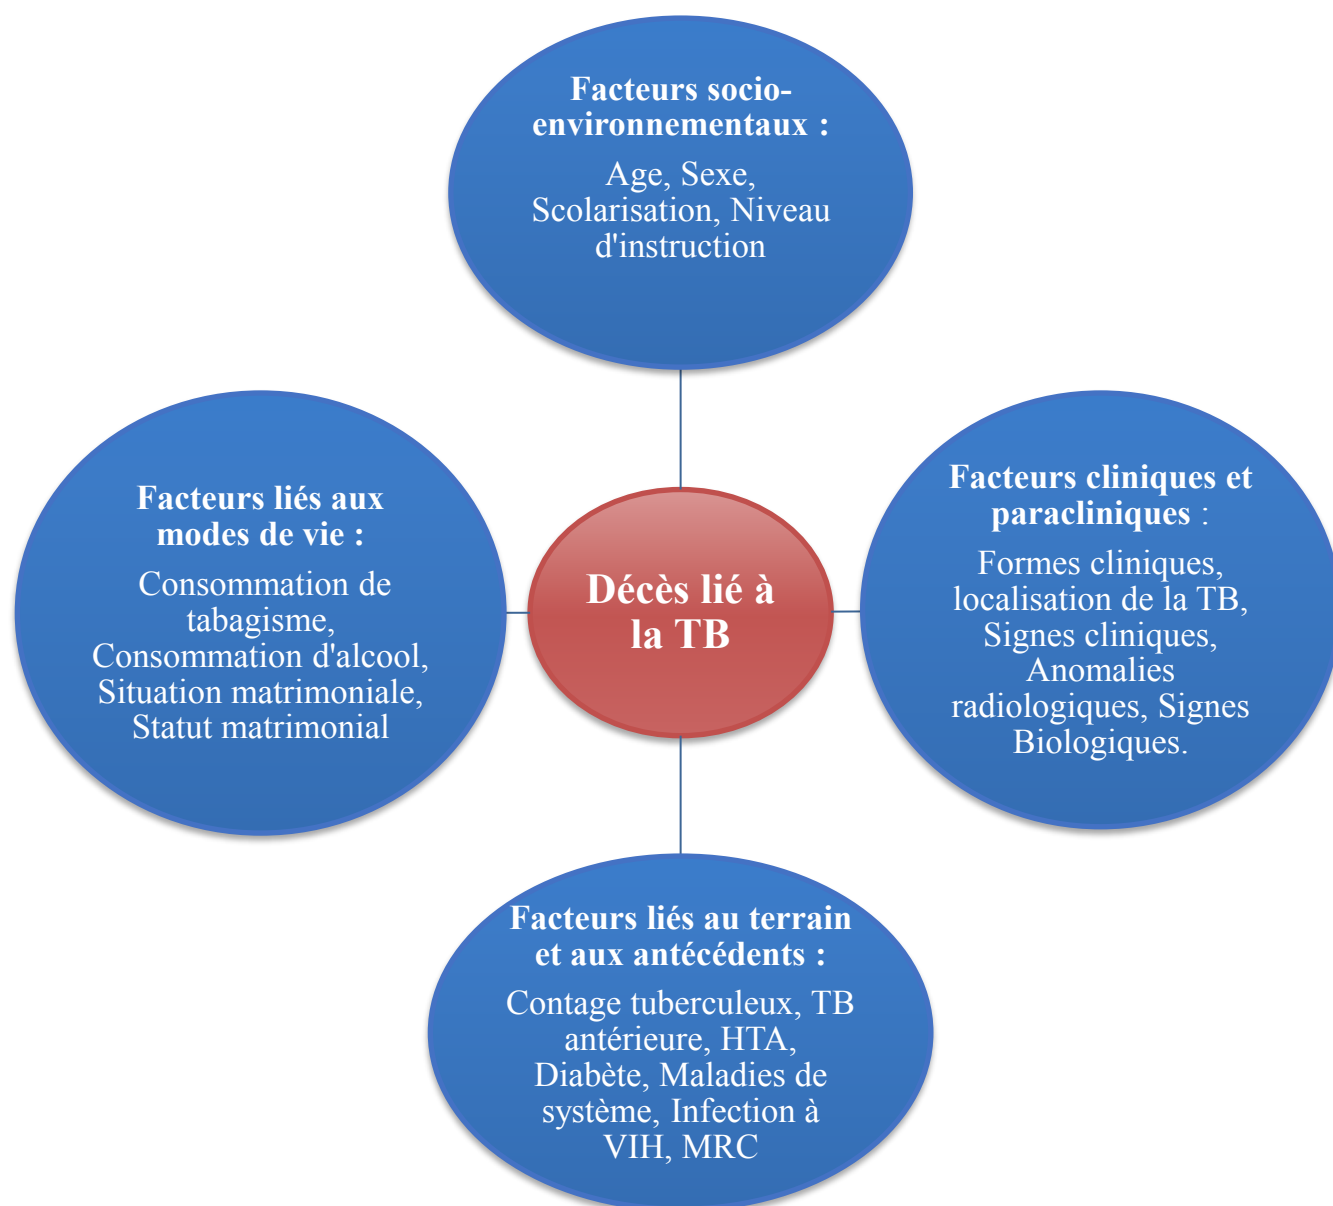 Facteurs socio-
environnementaux :
Age, Sexe,
Scolarisation, Niveau
d'instruction
Facteurs liés aux
modes de vie :
Consommation de
tabagisme,
Consommation d'alcool,
Situation matrimoniale,
Statut matrimonial
Décès lié à
la TB
Facteurs cliniques et
paracliniques :
Formes cliniques,
localisation de la TB,
Signes cliniques,
Anomalies
radiologiques, Signes
Biologiques.
Facteurs liés au terrain
et aux antécédents :
Contage tuberculeux, TB
antérieure, HTA,
Diabète, Maladies de
système, Infection à
VIH, MRC